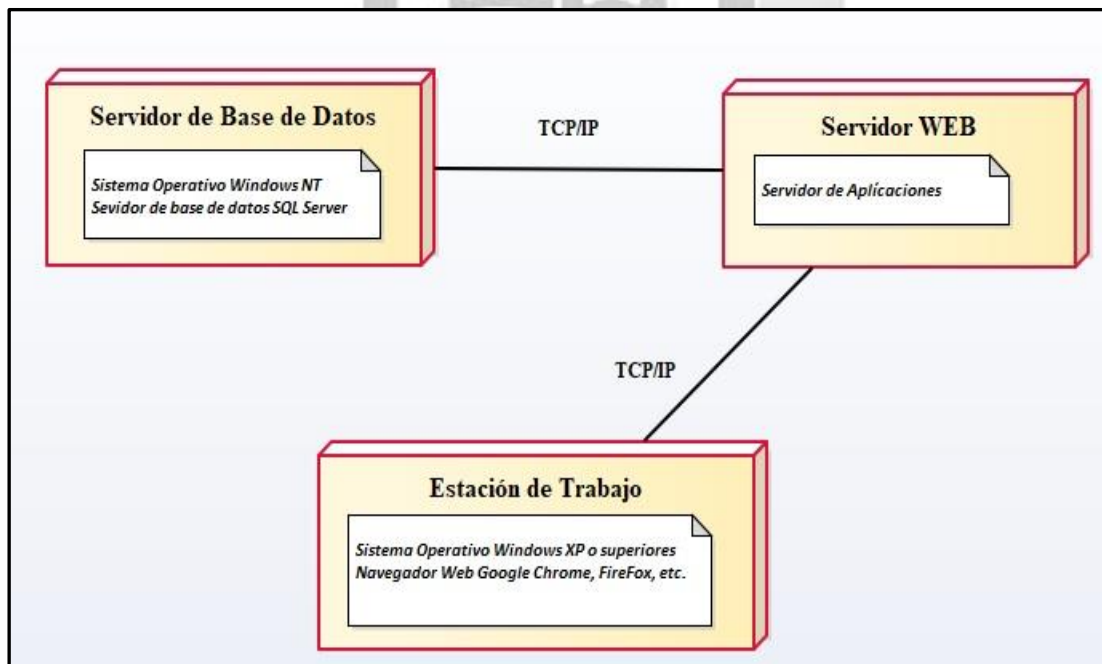 Servidor de Base de Datos
Sistema Operativo Windows NT
Sevidor de base de datos SQL Server
TCP/IP
Servidor WEB
Servidor de Aplícaciones
TCP/IP
Estación de Trabajo
Sistema Operativo Windows XP o superiores
Navegador Web Google Chrome, FireFox, etc.